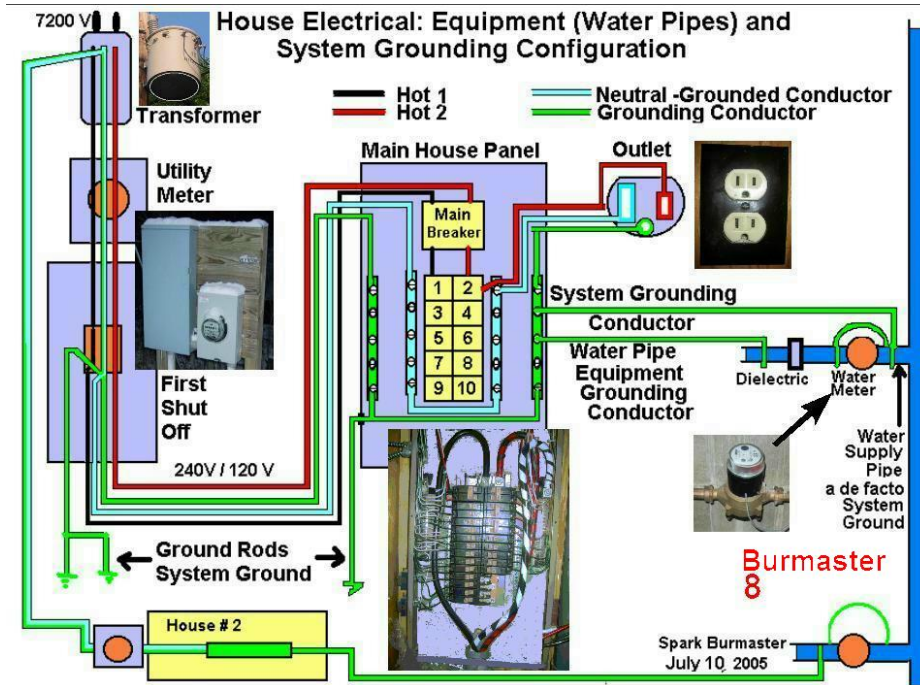 7200 V
House Electrical: Equipment (Water Pipes) and
System Grounding Configuration
Transformer
Hot 1
Hot 2
Neutral -Grounded Conductor
Grounding Conductor
Main House Panel
Outlet
Utility
Meter
Main
Breaker
1 2
3 4
5 6
7 8
9 10
System Grounding
Conductor
Water Pipe
Equipment
Grounding
Conductor
Dielectric
Water
Meter
First
Shut
Off
240V / 120 V
Water
Supply
Pipe
a de facto
System
Ground
Ground Rods
System Ground
Burmaster
8
House # 2
Spark Burmaster
July 10, 2005